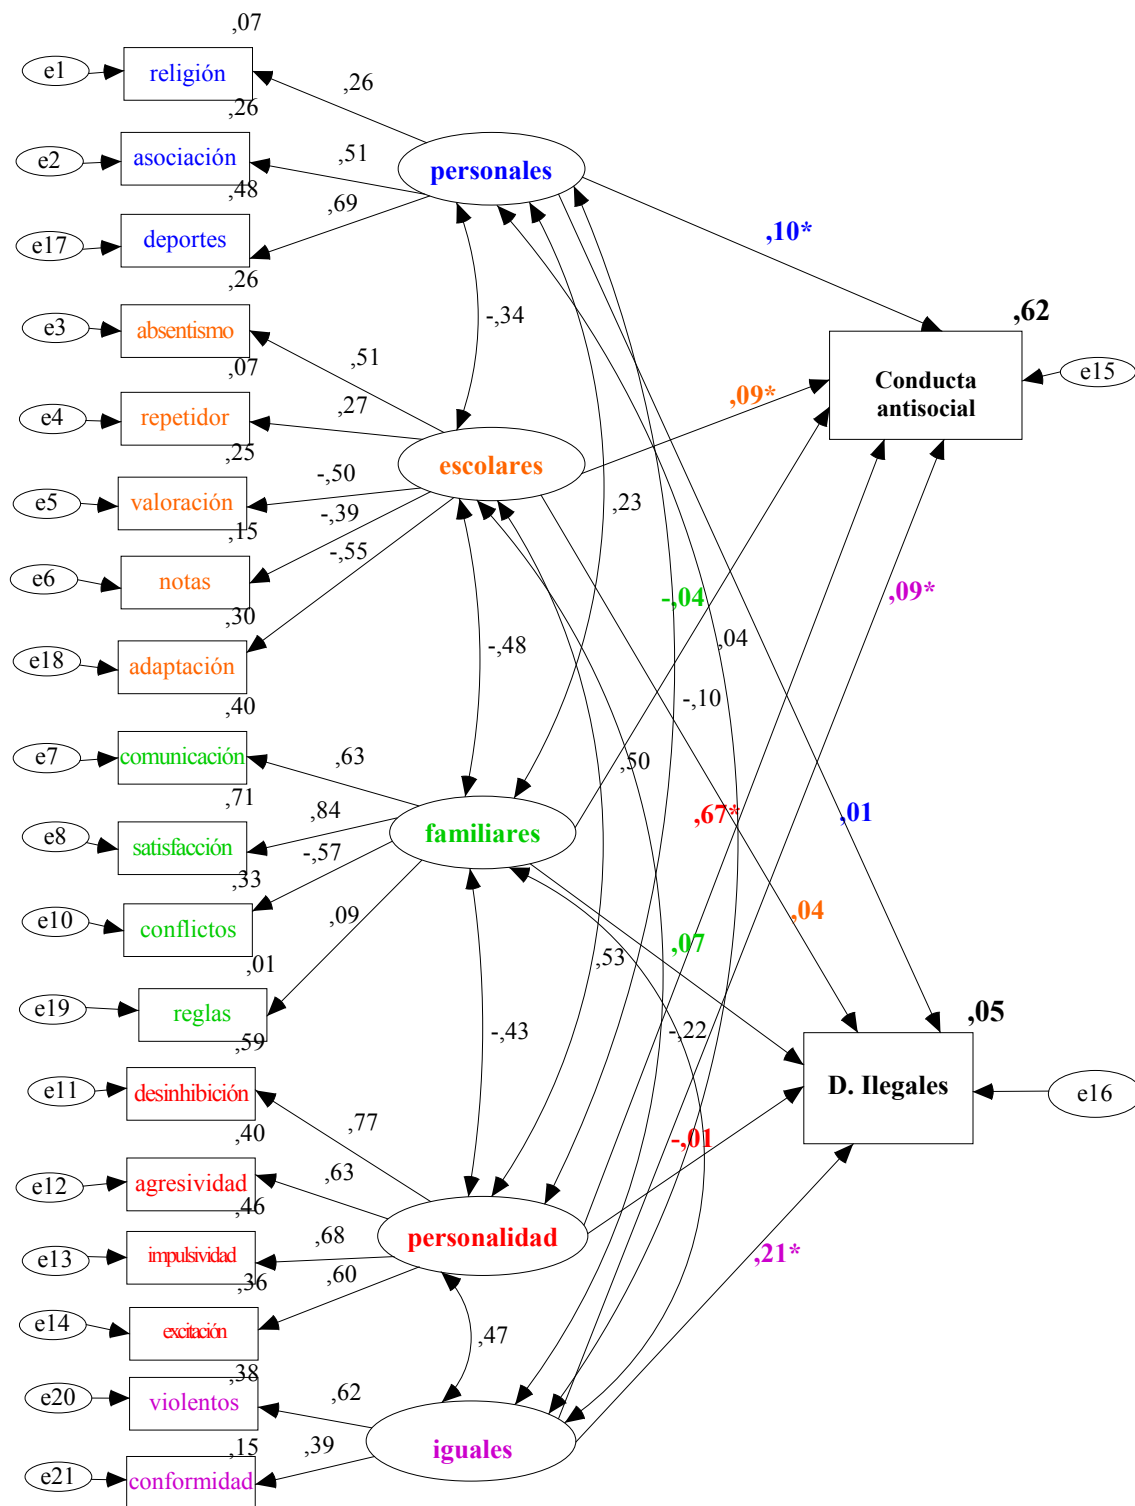 ,07
e1
religión
,26
,26
e2
asociación
,51
personales
,48
,69
e17
deportes
,10*
,26
e3
absentismo
-,34
,62
,51
,07
e15
Conducta
antisocial
,27
,09*
e4
repetidor
,25
escolares
-,50
e5
valoración
,23
-,39
,15
-,55
e6
notas
-,04
,09*
,30
-,48
,04
e18
adaptación
-,10
,40
e7
comunicación
,63
,50
,71
,84
,67*
,01
e8
satisfacción
familiares
-,57
,33
,09
,04
e10
conflictos
,07
,53
,01
e19
reglas
,05
-,43
-,22
,59
e11
desinhibición
D. Ilegales
e16
,77
,40
-,01
,63
e12
agresividad
,46
personalidad
,68
e13
impulsividad
,21*
,60
,36
e14
excitación
,47
,38
e20
violentos
,62
,15
,39
iguales
e21
conformidad